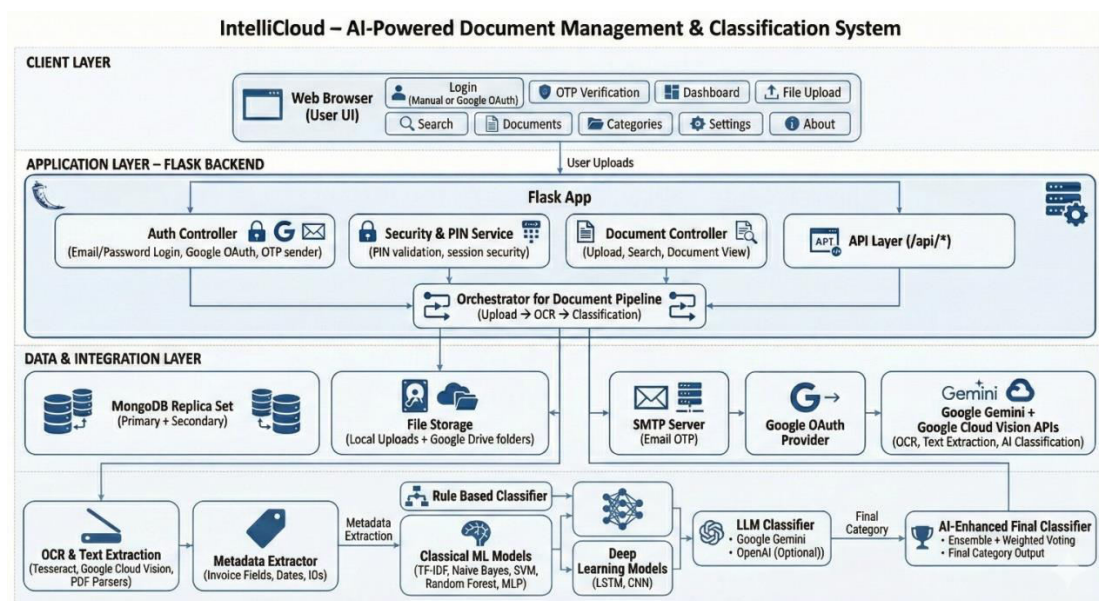 IntelliCloud – AI-Powered Document Management & Classification System
CLIENT LAYER
Web Browser
(User UI)
Login
(Manual or Google OAuth)
OTP Verification
Dashboard
File Upload
Search
Documents
Categories
Settings
About
User Uploads
APPLICATION LAYER – FLASK BACKEND
Flask App
Auth Controller
(Email/Password Login, Google OAuth, OTP sender)
Security & PIN Service
(PIN validation, session security)
Document Controller
(Upload, Search, Document View)
APT
API Layer (/api/*)
Orchestrator for Document Pipeline
(Upload → OCR → Classification)
DATA & INTEGRATION LAYER
MongoDB Replica Set
(Primary + Secondary)
File Storage
(Local Uploads + Google Drive folders)
SMTP Server
(Email OTP)
Google OAuth
Provider
Gemini
Google Gemini +
Google Cloud Vision APIs
(OCR, Text Extraction, AI Classification)
OCR & Text Extraction
(Tesseract, Google Cloud Vision,
PDF Parsers)
Metadata Extractor
(Invoice Fields, Dates, IOs)
Metadata
Extraction
Rule Based Classifier
Classical ML Models
(TF-IDF, Naive Bayes, SVM,
Random Forest, MLP)
Deep
Learning Models
(LSTM, CNN)
LLM Classifier
• Google Gemini
• OpenAI (Optional))
Final
Category
AI-Enhanced Final Classifier
• Ensemble + Weighted Voting
• Final Category Output